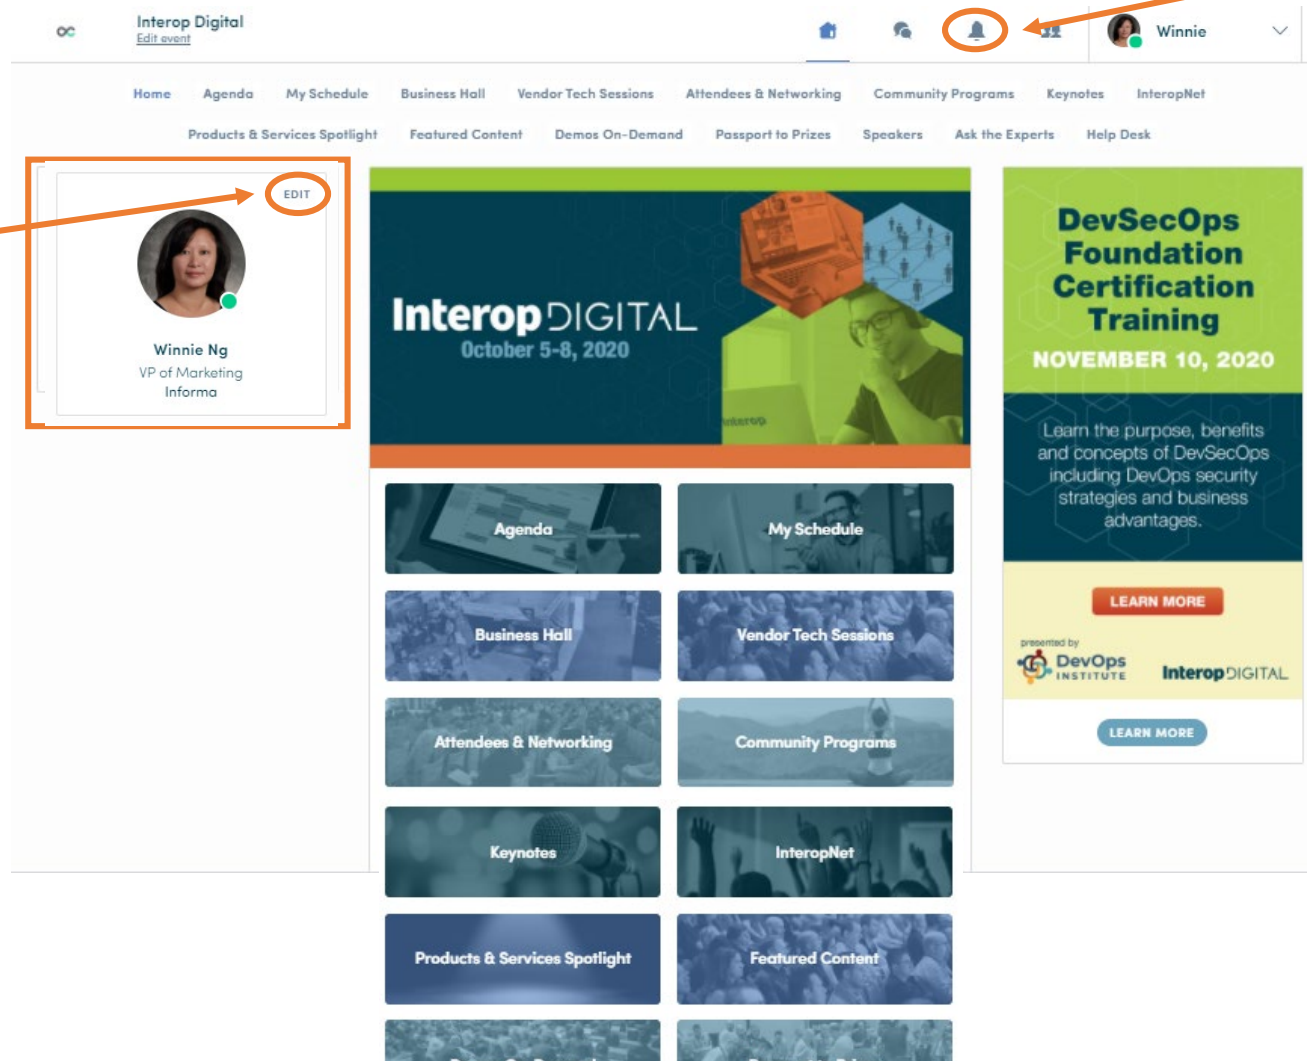 Interop Digital
Edit event
Winnie
Home Agenda My Schedule Business Hall Vendor Tech Sessions Attendees & Networking Community Programs Keynotes InteropNet
Products & Services Spotlight Featured Content Demos On-Demand Passport to Prizes Speakers Ask the Experts Help Desk
EDIT
Winnie Ng
VP of Marketing
Informa
Interop DIGITAL
October 5-8, 2020
interop
Agenda
My Schedule
Business Hall
Vendor Tech Sessions
Attendees & Networking
Community Programs
Keynotes
InteropNet
Products & Services Spotlight
Featured Content
DevSecOps
Foundation
Certification
Training
NOVEMBER 10, 2020
Learn the purpose, benefits
and concepts of DevSecOps
including DevOps security
strategies and business
advantages.
LEARN MORE
presented by
DevOps
INSTITUTE
Interop DIGITAL
LEARN MORE